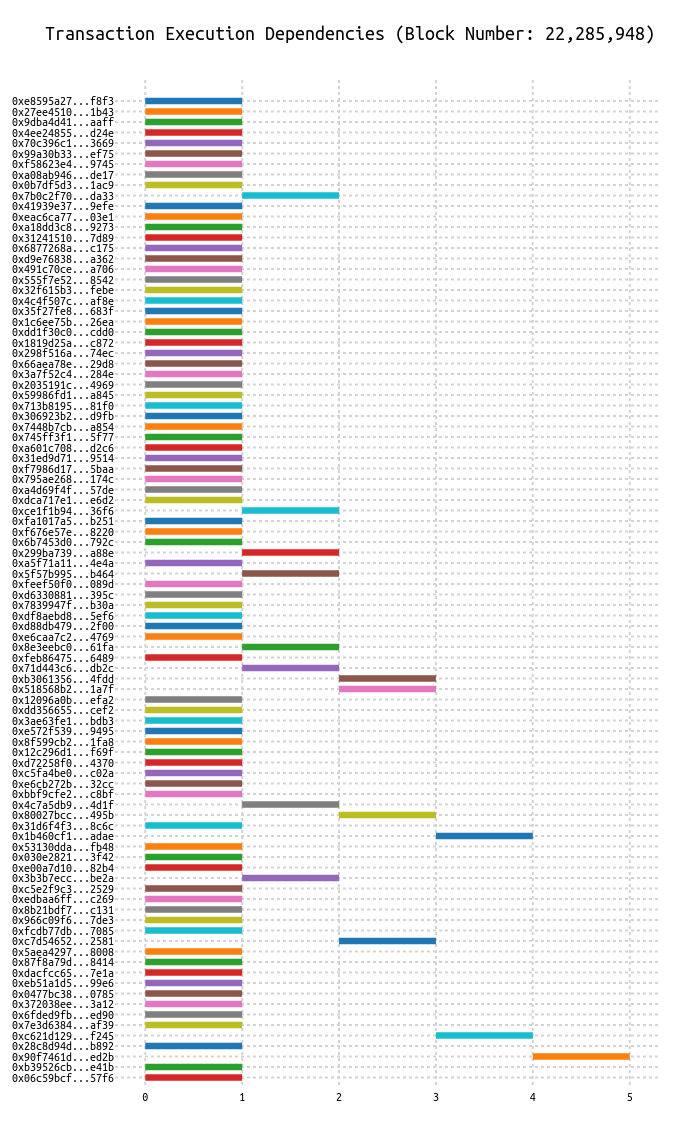 Transaction Execution Dependencies (Block Number: 22,285,948)
0xe8595a27...f8f3
0x27ee4510...1b43
0x9dba4d41...aaff
0x4ee24855...d24e
0x70c396c1...3669
0x99a30b33...ef75
0xf58623e4...9745
0xa08ab946...de17
0x0b7df5d3...1ac9
0x7b0c2f70...da33
0x41939e37...9efe
0xeac6ca77...03e1
0xa18dd3c8...9273
0x31241510...7d89
0x6877268a...c175
0xd9e76838...a362
0x491c70ce...a706
0x555f7e52...8542
0x32f615b3...febe
0x4c4f507c...af8e
0x35f27fe8...683f
0x1c6ee75b...26ea
0xdd1f30c0...cdd0
0x1819d25a...c872
0x298f516a...74ec
0x66aea78e...29d8
0x3a7f52c4...284e
0x2035191c...4969
0x59986fd1...a845
0x713b8195...81f0
0x306923b2...d9fb
0x7448b7cb...a854
0x745ff3f1...5f77
0xa601c708...d2c6
0x31ed9d71...9514
0xf7986d17...5baa
0x795ae268...174c
0xa4d69f4f...57de
0xdca717e1...e6d2
0xce1f1b94...36f6
0xfa1017a5...b251
0xf676e57e...8220
0x6b7453d0...792c
0x299ba739...a88e
0xa5f71a11...4e4a
0x5f57b995...b464
0xfeef50f0...089d
0xd6330881...395c
0x7839947f...b30a
0xdf8aebd8...5ef6
0xd88db479...2f00
0xe6caa7c2...4769
0x8e3eebc0...61fa
0xfeb86475...6489
0x71d443c6...db2c
0xb3061356...4fdd
0x518568b2...1a7f
0x12096a0b...efa2
0xdd356655...cef2
0x3ae63fe1...bdb3
0xe572f539...9495
0x8f599cb2...1fa8
0x12c296d1...f69f
0xd72258f0...4370
0xc5fa4be0...c02a
0xe6cb272b...32cc
0xbbf9cfe2...c8bf
0x4c7a5db9...4d1f
0x80027bcc...495b
0x31d6f4f3...8c6c
0x1b460cf1...adae
0x53130dda...fb48
0x030e2821...3f42
0xe00a7d10...82b4
0x3b3b7ecc...be2a
0xc5e2f9c3...2529
0xedbaa6ff...c269
0x8b21bdf7...c131
0x966c09f6...7de3
0xfcdb77db...7085
0xc7d54652...2581
0x5aea4297...8008
0x87f8a79d...8414
0xdacfcc65...7e1a
0xeb51a1d5...99e6
0x0477bc38...0785
0x372038ee...3a12
0x6fded9fb...ed90
0x7e3d6384...af39
0xc621d129...f245
0x28c8d94d...b892
0x90f7461d...ed2b
0xb39526cb...e41b
0x06c59bcf...57f6
0 1 2 3 4 5